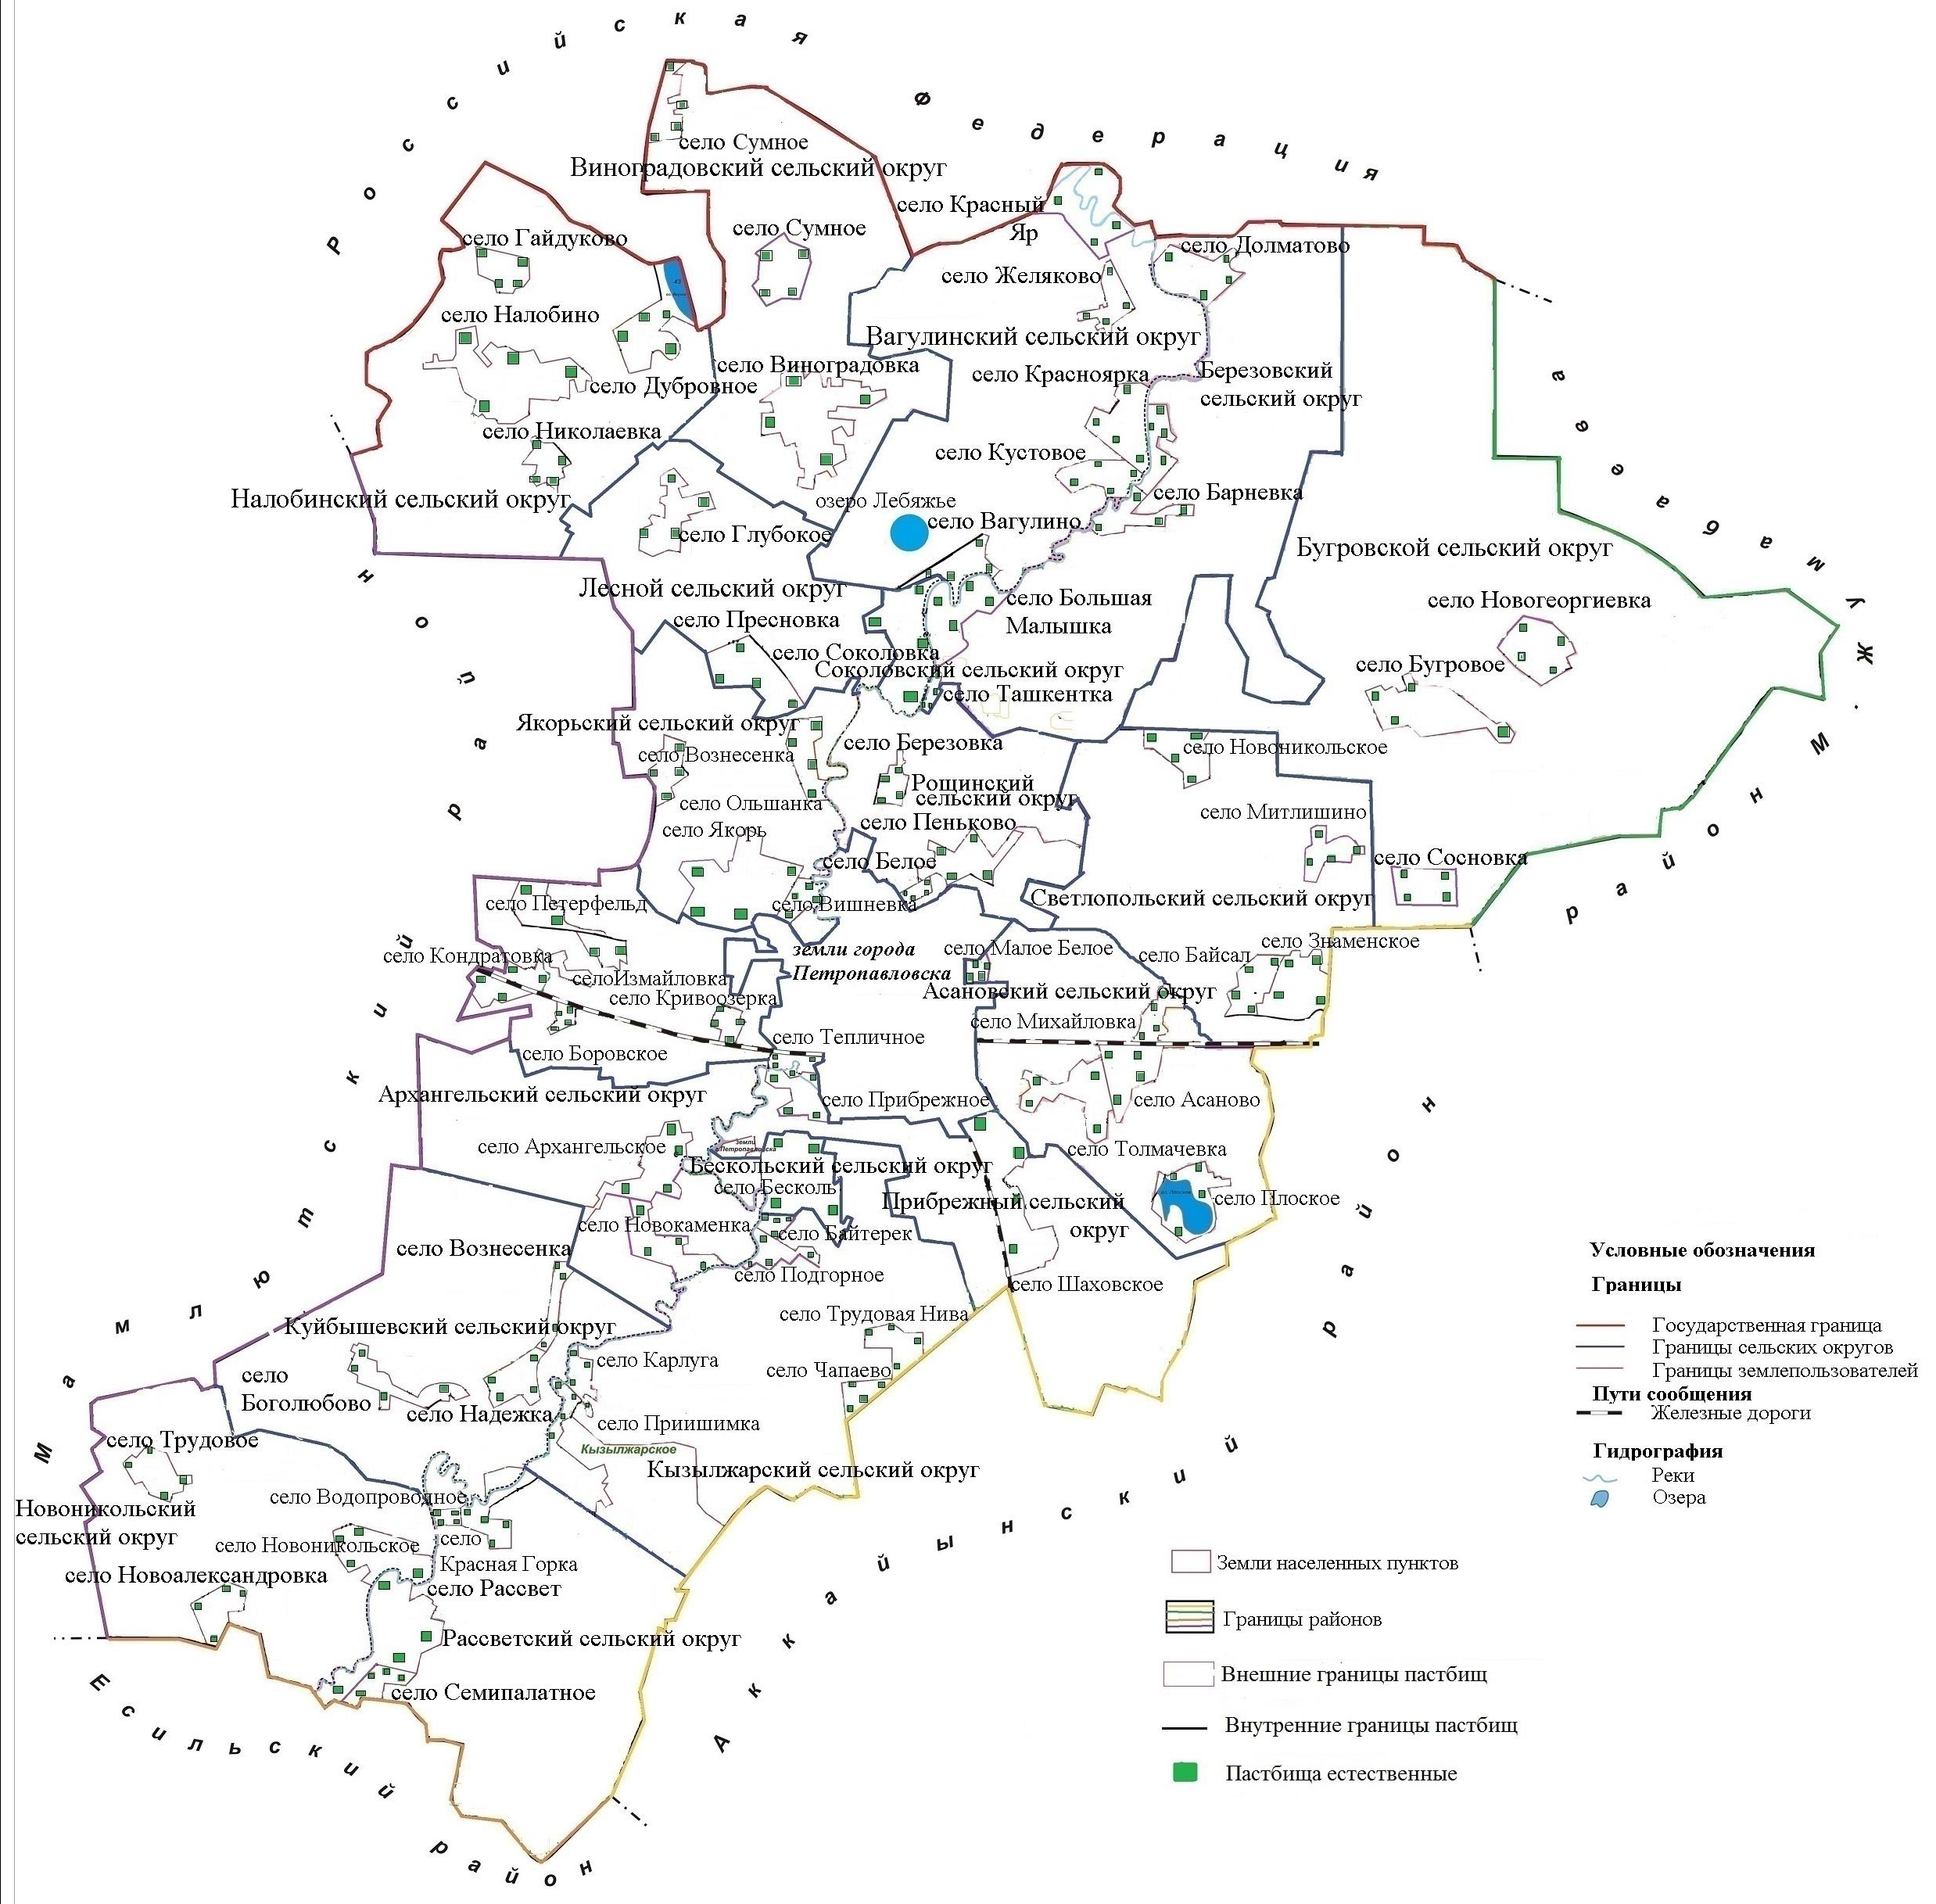 Российская Федерация
село Сумное
Виноградовский сельский округ
село Красный
Яр
село Гайдуково
село Сумное
село Долматово
село Желяково
село Налобино
Вагулинский сельский округ
село Виноградовка
село Красноярка
Березовский
сельский округ
село Дубровное
село Николаевка
село Кустовое
Налобинский сельский округ
озеро Лебяжье
село Барневка
село Вагулино
село Глубокое
Бугровской сельский округ
Лесной сельский округ
село Большая
Малышка
село Новогеоргиевка
село Пресновка
село Соколовка
Соколовский сельский округ
село Бугровое
село Ташкентка
Якорьский сельский округ
село Вознесенка
село Березовка
село Новоникольское
Рощинский
сельский округ
село Ольшанка
село Якорь
село Пеньково
село Митлишино
село Белое
село Сосновка
Светлопольский сельский округ
село Петерфельд
село Вишневка
земли города
Петропавловска
село Малое Белое
село Байсал
село Знаменское
село Кондратовка
селоИзмайловка
село Кривоозерка
Асановский сельский округ
село Михайловка
село Тепличное
село Боровское
Архангельский сельский округ
село Прибрежное
село Асаново
село Архангельское
земли
г.Петропавловска
село Толмачевка
Бескольский сельский округ
село Бесколь
Прибрежный сельский
округ
село Плоское
село Новокаменка
село Байтерек
село Вознесенка
село Подгорное
село Шаховское
село Трудовая Нива
Куйбышевский сельский округ
село Карлуга
село Чапаево
село
Боголюбово
село Надежка
село Приишимка
село Трудовое
Кызылжарское
Кызылжарский сельский округ
село Водопроводное
Новоникольский
сельский округ
село Новоникольское
село
Красная Горка
село Новоалександровка
село Рассвет
Рассветский сельский округ
село Семипалатное
Мамлютский район
Есильский район
Аккайынский район
район М. Жумабаева
Условные обозначения
Границы
Государственная граница
Границы сельских округов
Границы землепользователей
Пути сообщения
Железные дороги
Гидрография
Реки
Озера
Земли населенных пунктов
Границы районов
Внешние границы пастбищ
Внутренние границы пастбищ
Пастбища естественные